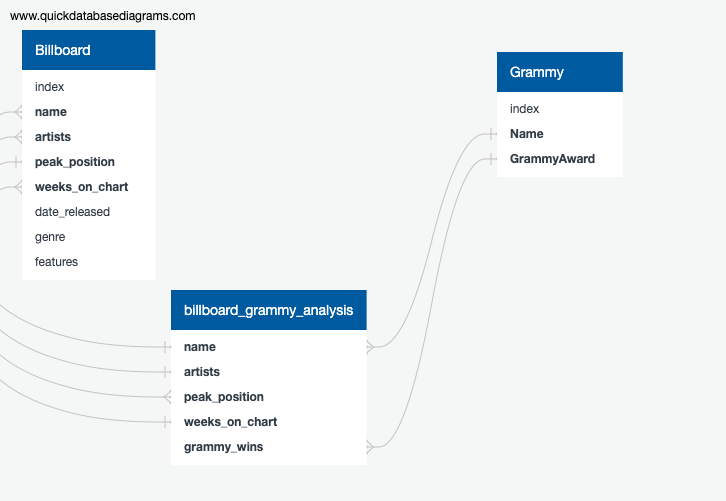 www.quickdatabasediagrams.com
Billboard
index
name
artists
peak_position
weeks_on_chart
date_released
genre
features
Grammy
index
Name
GrammyAward
billboard_grammy_analysis
name
artists
peak_position
weeks_on_chart
grammy_wins